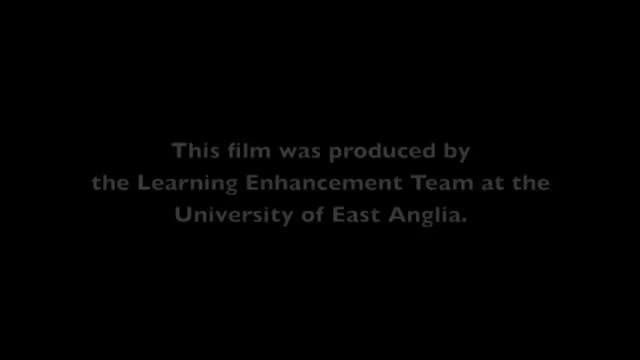 This film was produced by
the Learning Enhancement Team at the
University of East Anglia.